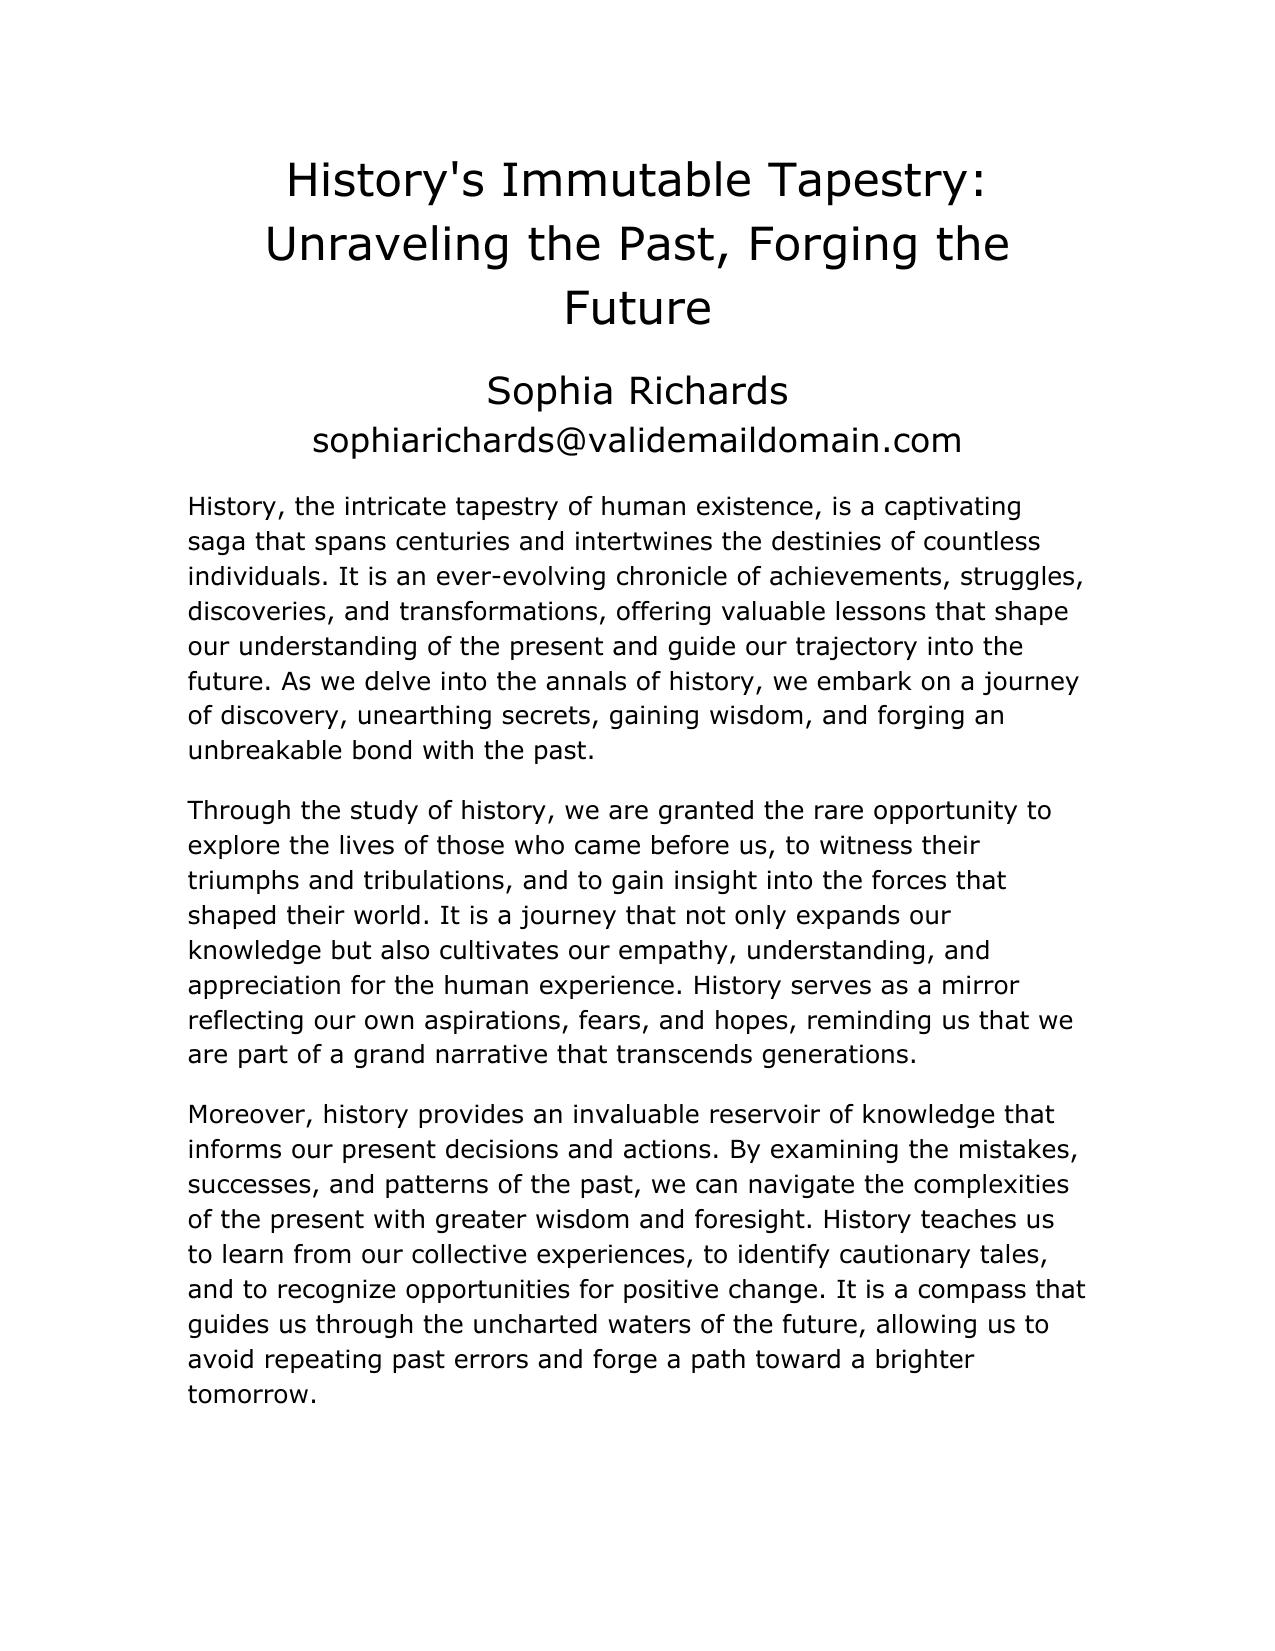 History's Immutable Tapestry:
Unraveling the Past, Forging the
Future
Sophia Richards
sophiarichards@validemaildomain.com
History, the intricate tapestry of human existence, is a captivating
saga that spans centuries and intertwines the destinies of countless
individuals. It is an ever-evolving chronicle of achievements, struggles,
discoveries, and transformations, offering valuable lessons that shape
our understanding of the present and guide our trajectory into the
future. As we delve into the annals of history, we embark on a journey
of discovery, unearthing secrets, gaining wisdom, and forging an
unbreakable bond with the past.
Through the study of history, we are granted the rare opportunity to
explore the lives of those who came before us, to witness their
triumphs and tribulations, and to gain insight into the forces that
shaped their world. It is a journey that not only expands our
knowledge but also cultivates our empathy, understanding, and
appreciation for the human experience. History serves as a mirror
reflecting our own aspirations, fears, and hopes, reminding us that we
are part of a grand narrative that transcends generations.
Moreover, history provides an invaluable reservoir of knowledge that
informs our present decisions and actions. By examining the mistakes,
successes, and patterns of the past, we can navigate the complexities
of the present with greater wisdom and foresight. History teaches us
to learn from our collective experiences, to identify cautionary tales,
and to recognize opportunities for positive change. It is a compass that
guides us through the uncharted waters of the future, allowing us to
avoid repeating past errors and forge a path toward a brighter
tomorrow.